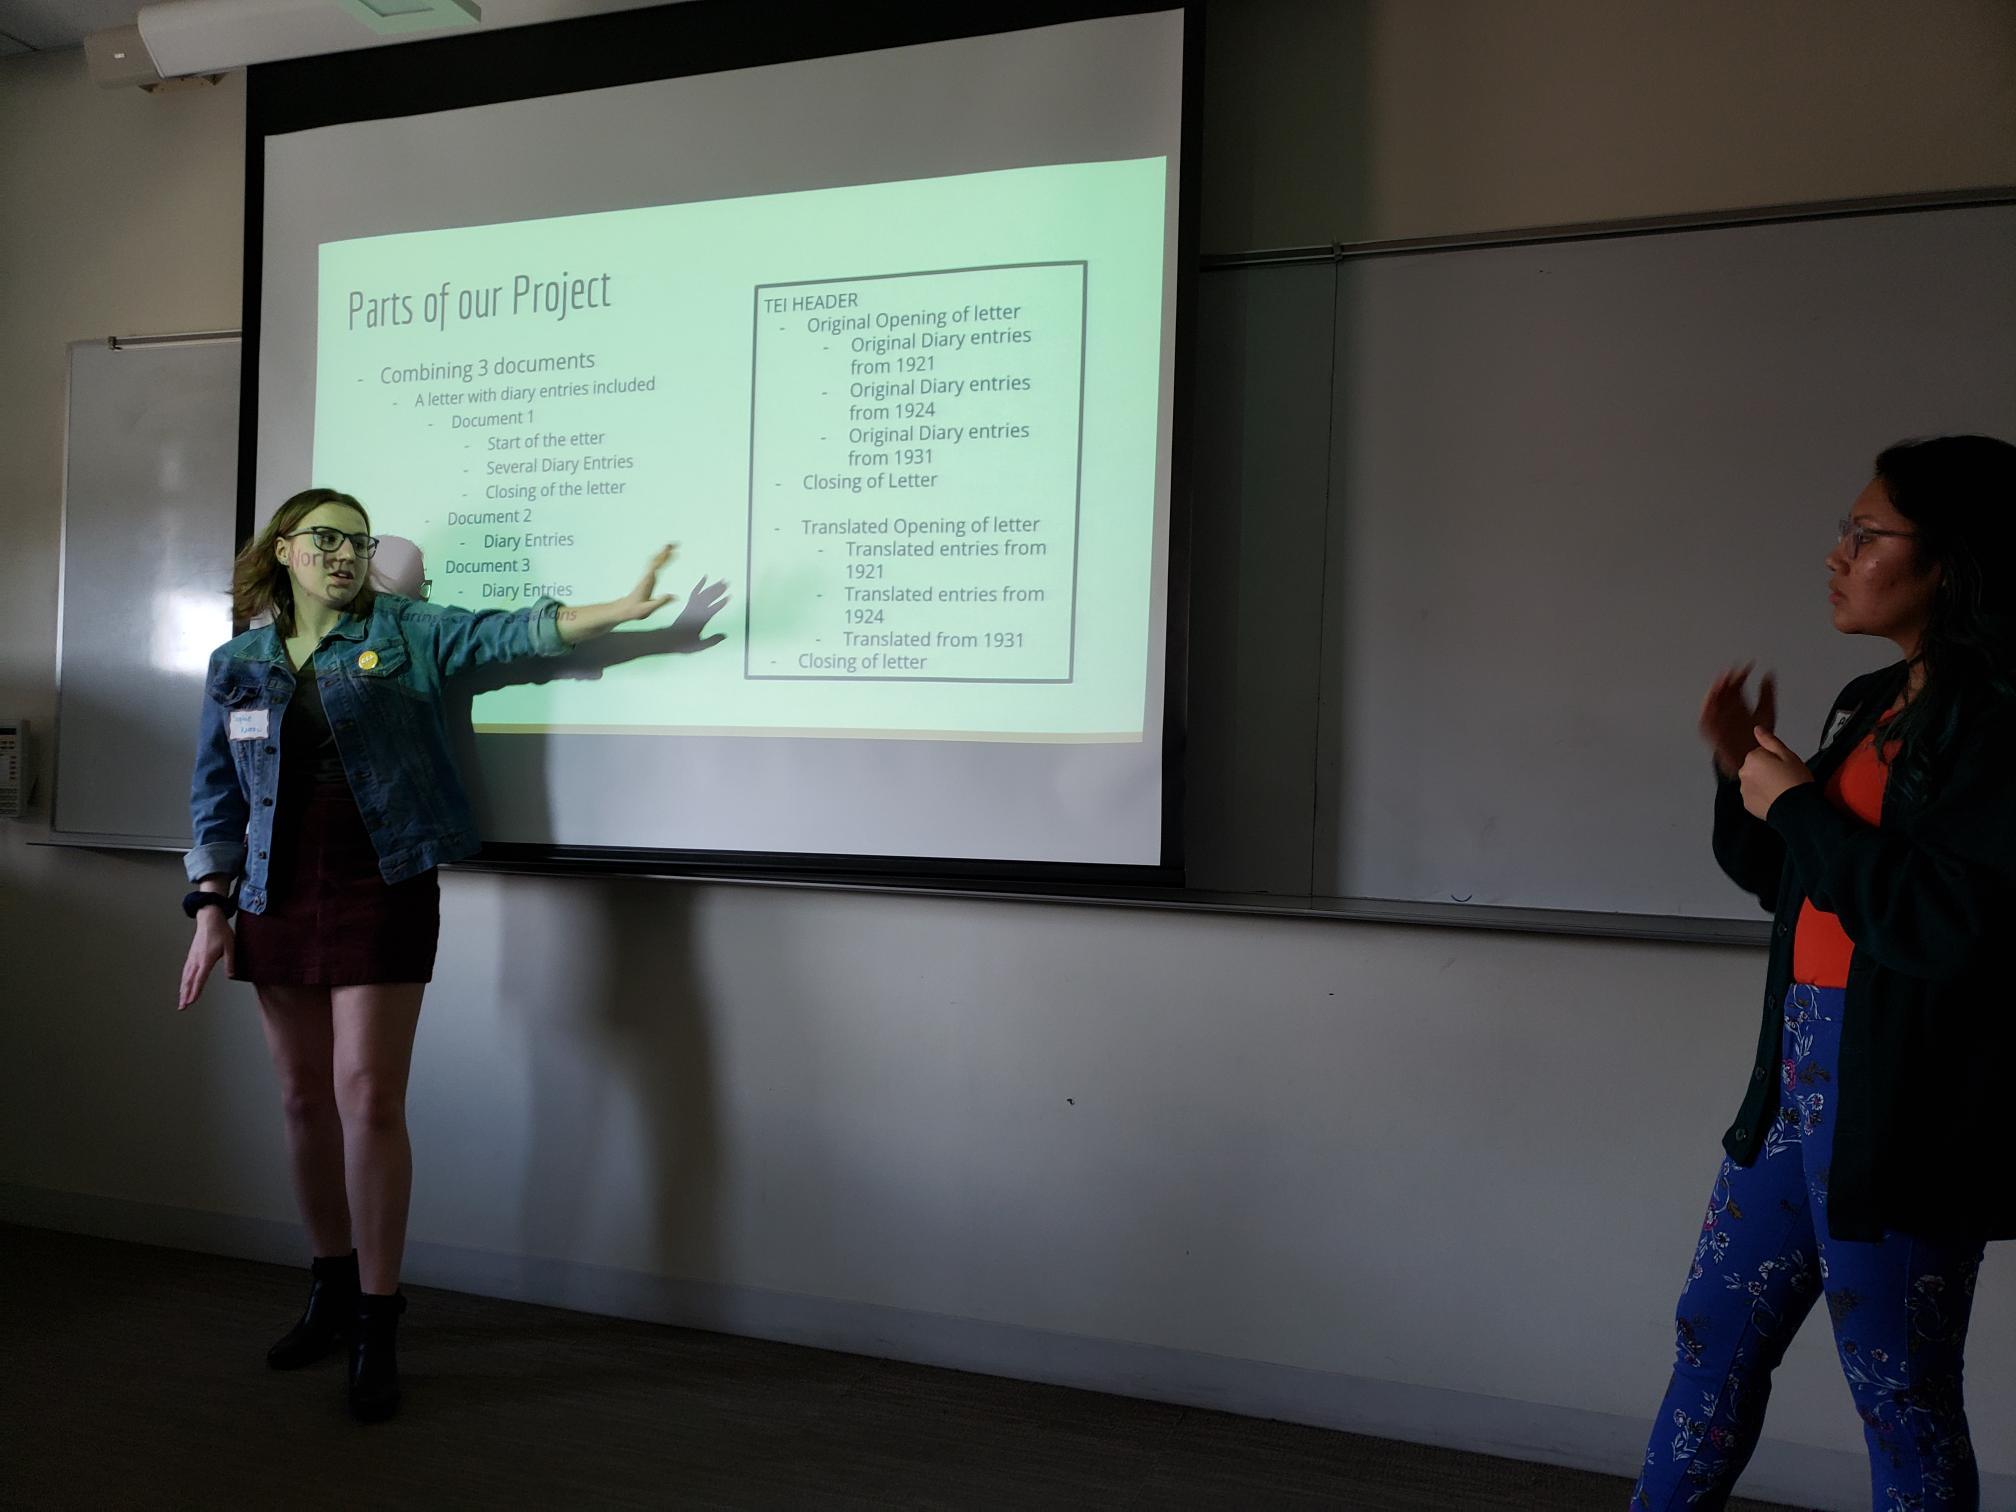 Parts of our Project
- Combining 3 documents
- A letter with diary entries included
- Document 1
- Start of the etter
- Several Diary Entries
- Closing of the letter
- Document 2
- Diary Entries
Document 3
- Diary Entries
TEI HEADER
- Original Opening of letter
- Original Diary entries
from 1921
- Original Diary entries
from 1924
- Original Diary entries
from 1931
- Closing of Letter
- Translated Opening of letter
- Translated entries from
1921
- Translated entries from
1924
- Translated from 1931
- Closing of letter